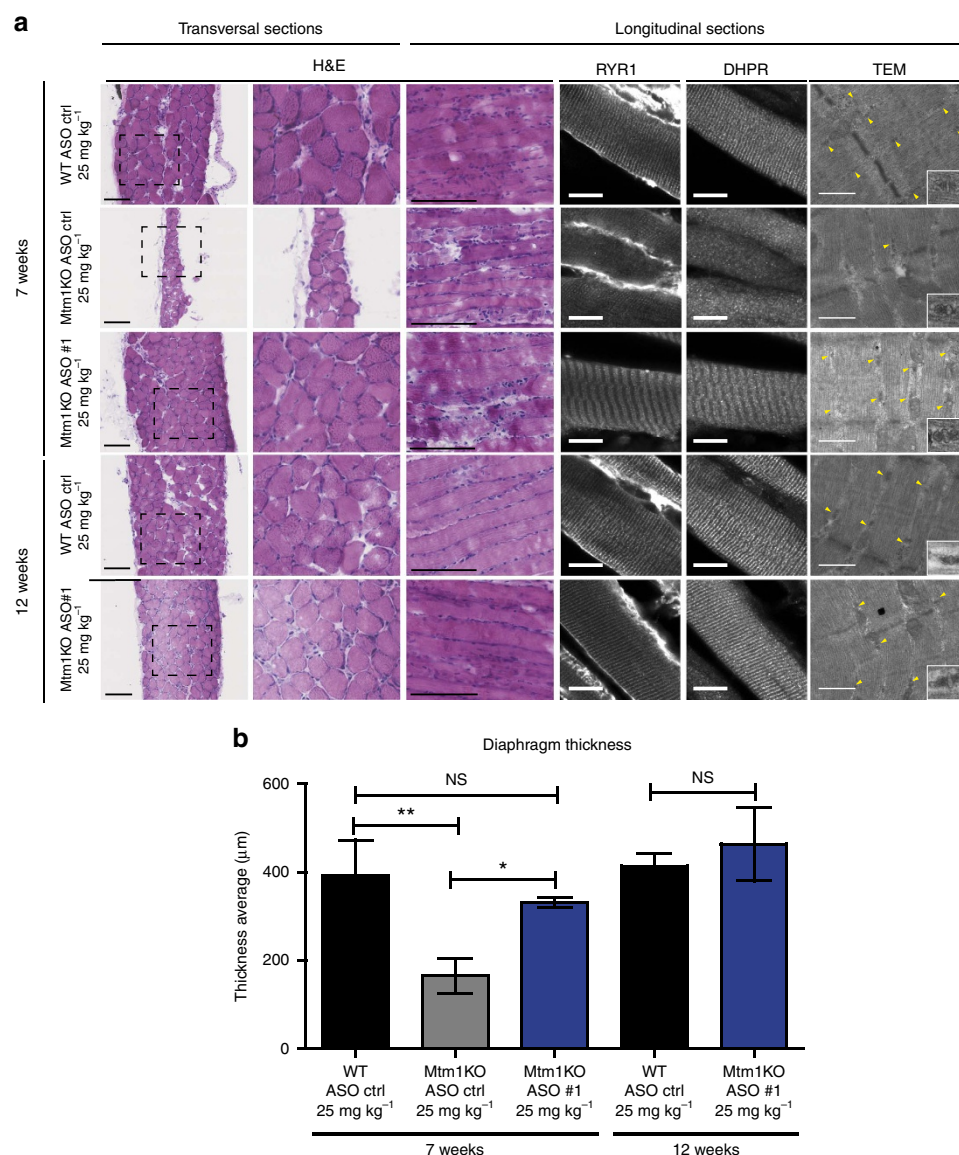 a
Transversal sections
Longitudinal sections
H&E
RYR1
DHPR
TEM
7 weeks
WT ASO ctrl
25 mg kg⁻¹
Mtm1KO ASO ctrl
25 mg kg⁻¹
Mtm1KO ASO #1
25 mg kg⁻¹
12 weeks
WT ASO ctrl
25 mg kg⁻¹
Mtm1KO ASO#1
25 mg kg⁻¹
b
Diaphragm thickness
Thickness average (μm)
600
400
200
0
NS
**
*
NS
WT
ASO ctrl
25 mg kg⁻¹
Mtm1KO
ASO ctrl
25 mg kg⁻¹
Mtm1KO
ASO #1
25 mg kg⁻¹
WT
ASO ctrl
25 mg kg⁻¹
Mtm1KO
ASO #1
25 mg kg⁻¹
7 weeks
12 weeks